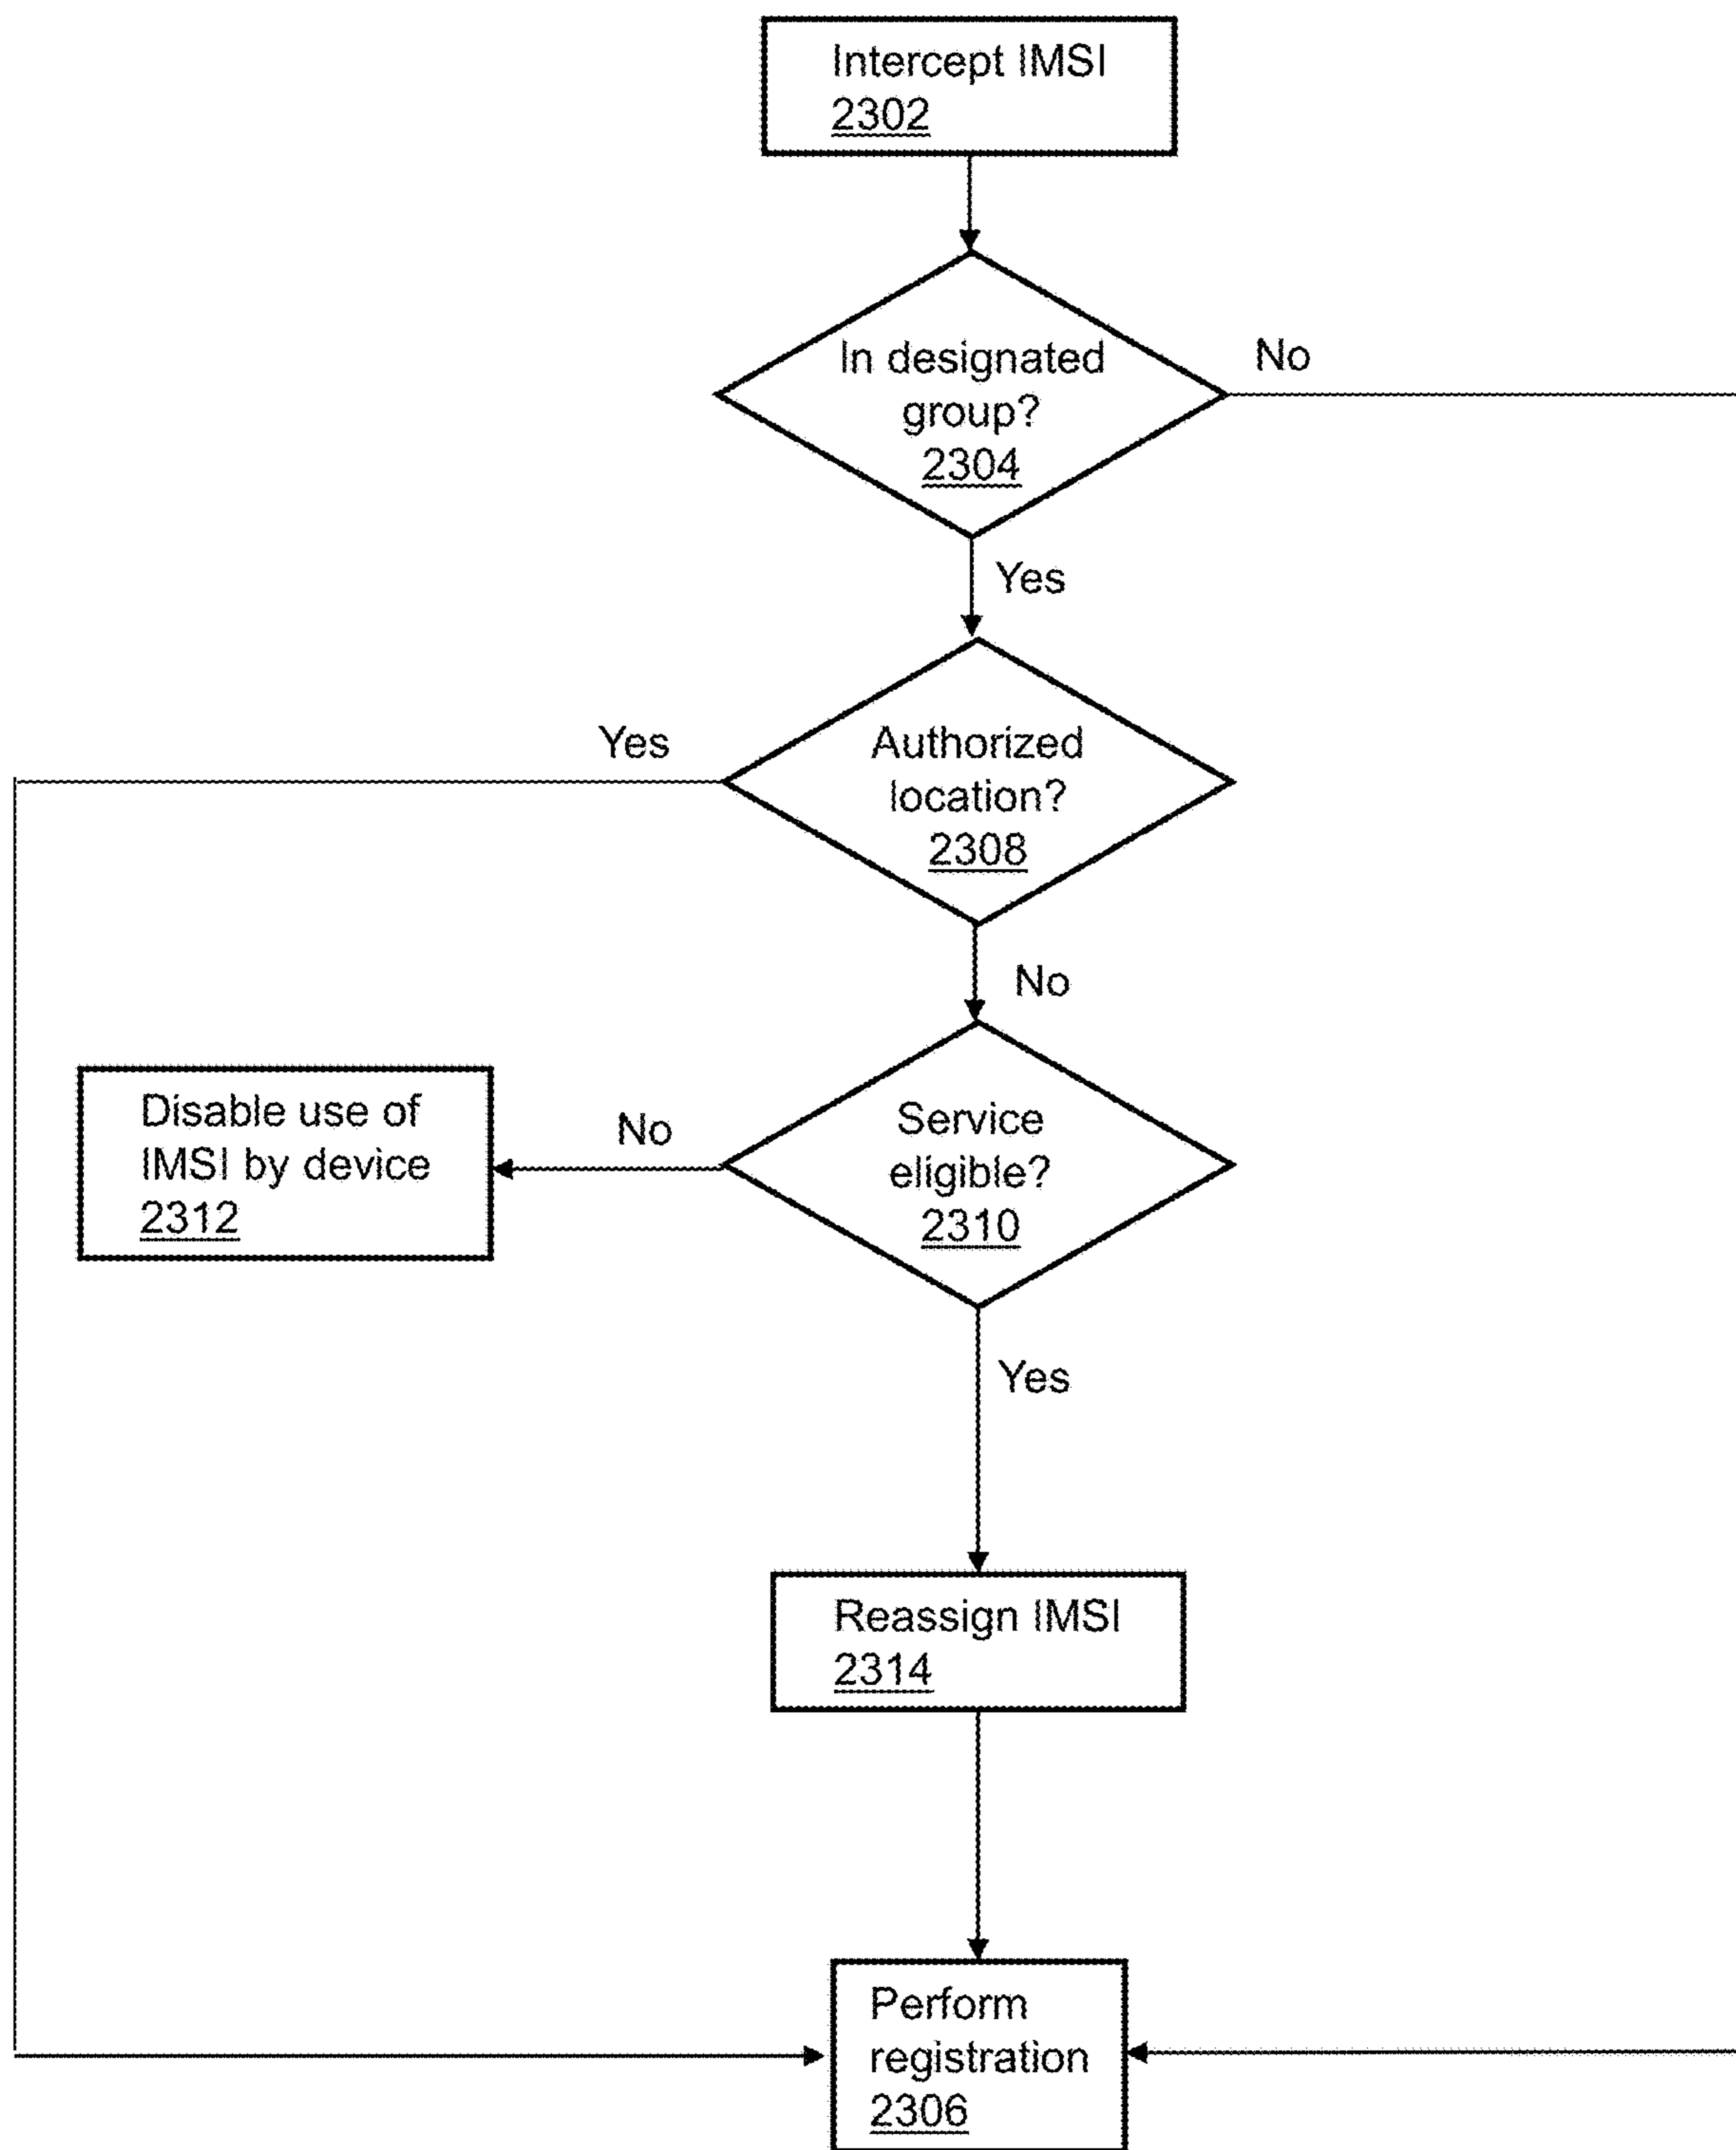 Intercept IMSI
2302
In designated
group?
2304
No
Yes
Authorized
location?
2308
Yes
No
Service
eligible?
2310
No
Disable use of
IMSI by device
2312
Yes
Reassign IMSI
2314
Perform
registration
2306